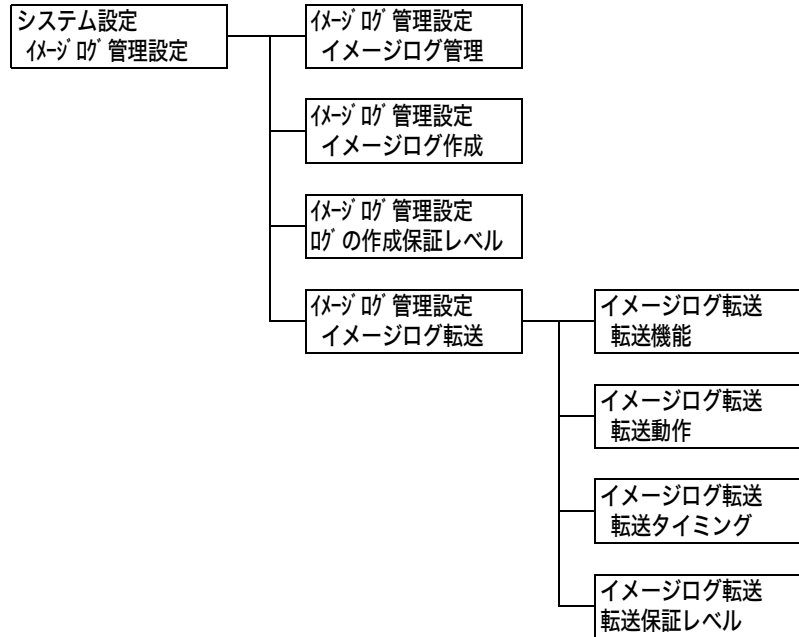 システム設定
ｲﾒｰｼﾞﾛｸﾞ管理設定
ｲﾒｰｼﾞﾛｸﾞ管理設定
イメージログ管理
ｲﾒｰｼﾞﾛｸﾞ管理設定
イメージログ作成
ｲﾒｰｼﾞﾛｸﾞ管理設定
ﾛｸﾞの作成保証レベル
ｲﾒｰｼﾞﾛｸﾞ管理設定
イメージログ転送
イメージログ転送
転送機能
イメージログ転送
転送動作
イメージログ転送
転送タイミング
イメージログ転送
転送保証レベル